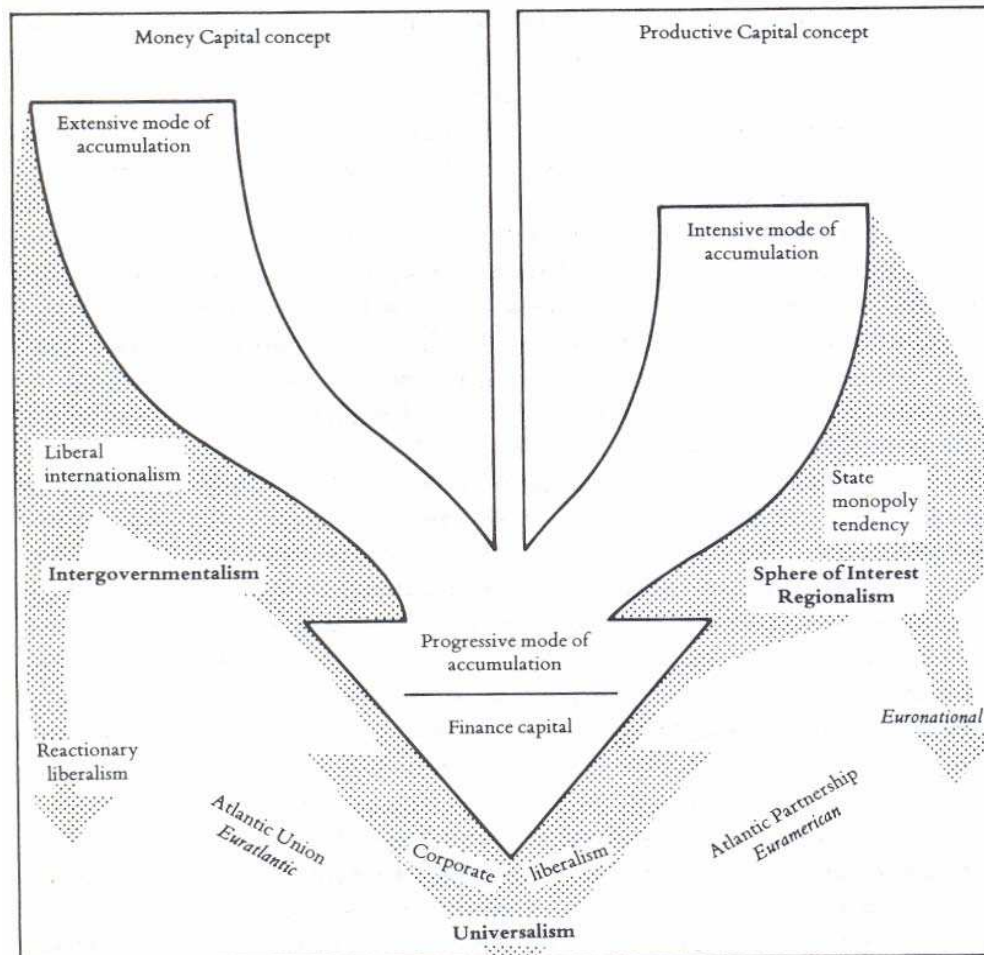 Money Capital concept
Productive Capital concept
Extensive mode of
accumulation
Intensive mode of
accumulation
Liberal
internationalism
State
monopoly
tendency
Intergovernmentalism
Sphere of Interest
Regionalism
Progressive mode of
accumulation
Finance capital
Euronational
Reactionary
liberalism
Atlantic Union
Euratlantic
Corporate liberalism
Atlantic Partnership
Euramerican
Universalism